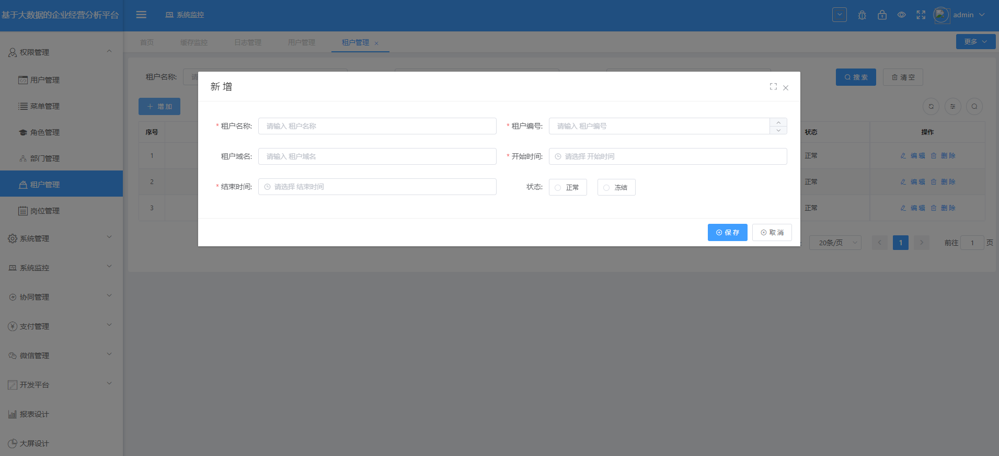 基于大数据的企业经营分析平台
系统监控
admin
首页
缓存监控
日志管理
用户管理
租户管理
更多
权限管理
用户管理
菜单管理
角色管理
部门管理
租户管理
岗位管理
系统管理
系统监控
协同管理
支付管理
微信管理
开发平台
报表设计
大屏设计
租户名称:
请
搜 索
清 空
增 加
新 增
* 租户名称: 请输入 租户名称
* 租户编号: 请输入 租户编号
租户域名: 请输入 租户域名
* 开始时间: 请选择 开始时间
* 结束时间: 请选择 结束时间
状态: 正常 冻结
保 存
取 消
序号 状态 操作
1 正常 编 辑 删 除
2 正常 编 辑 删 除
3 正常 编 辑 删 除
20条/页
1
前往 1 页